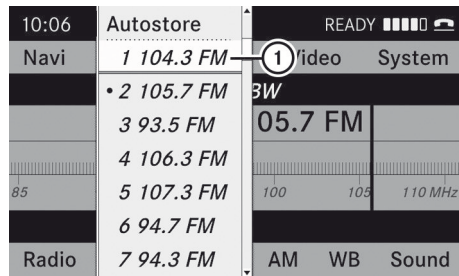 10:06 Autostore READY
Navi 1 104.3 FM 1 ideo System
• 2 105.7 FM 3W
3 93.5 FM 05.7 FM
4 106.3 FM
85 5 107.3 FM 100 105 110 MHz
6 94.7 FM
Radio 7 94.3 FM AM WB Sound